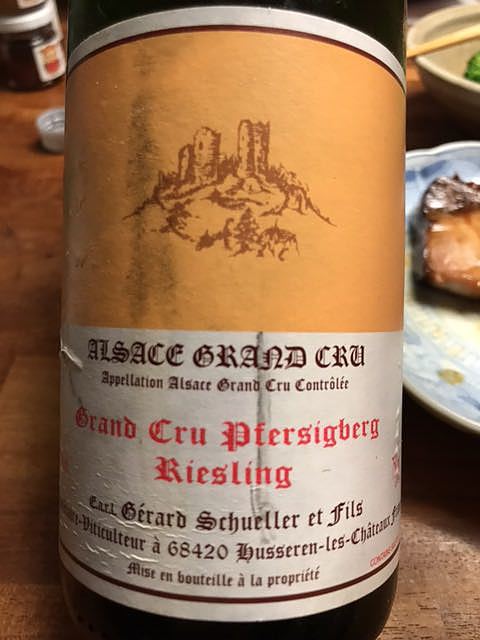 ALSACE GRAND CRU
Appellation Alsace Grand Cru Contrôlée
Grand Cru Pfersigberg
Riesling
E.a.r.l. Gérard Schueller et Fils
-Viticulteur à 68420 Husseren-les-Châteaux
Mise en bouteille à la propriété